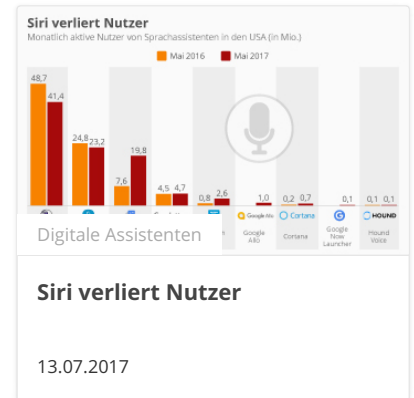 Siri verliert Nutzer
Monatlich aktive Nutzer von Sprachassistenten in den USA (in Mio.)
Mai 2016 Mai 2017
48,7 41,4
24,8 23,2
7,6 19,8
4,5 4,7
0,8 2,6
1,0
0,2 0,7
0,1
0,1 0,1
Google Allo Cortana HOUND
Google Allo
Cortana
Google Now Launcher
Hound Voice
Digitale Assistenten
Siri verliert Nutzer
13.07.2017